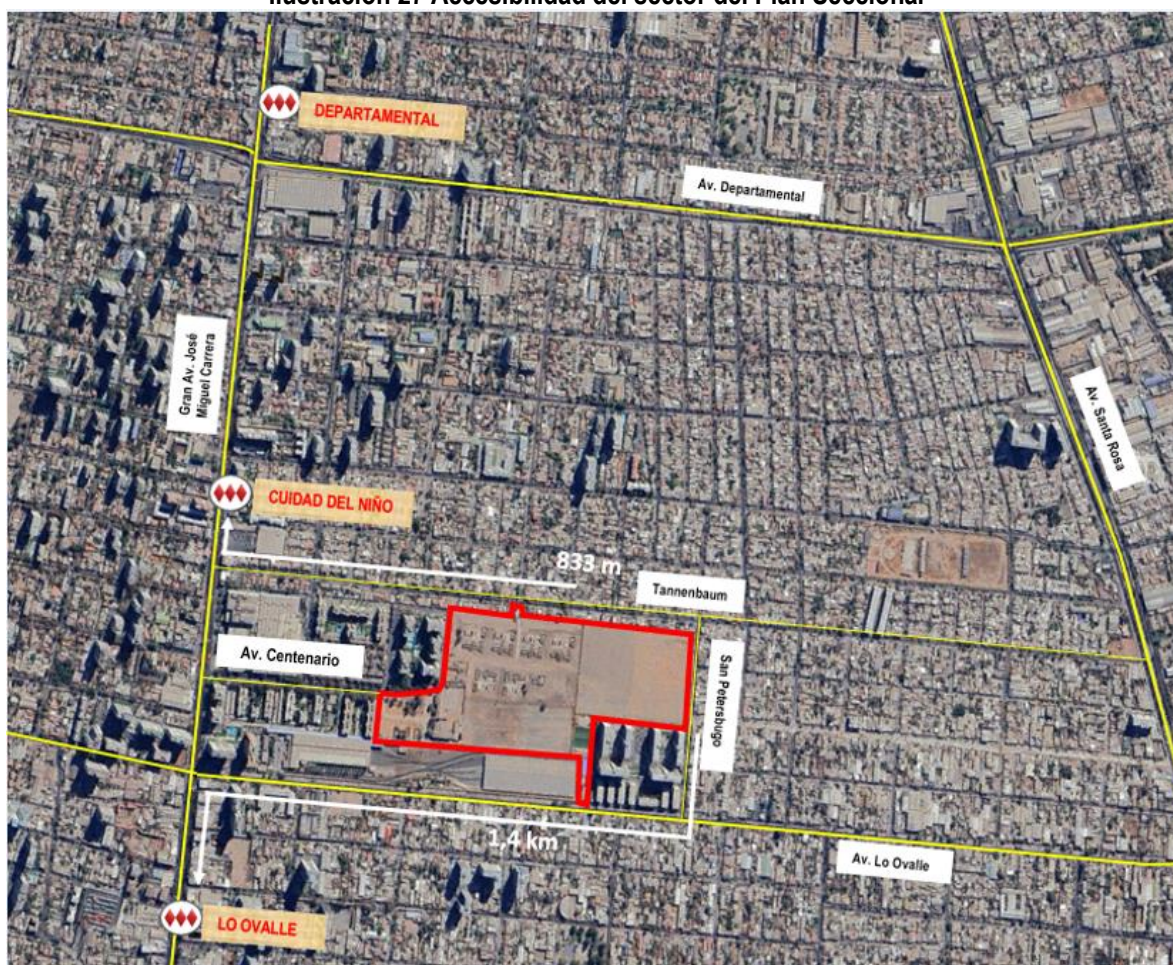 Ilustración 27 Accesibilidad del sector del Plan Seccional
DEPARTAMENTAL
Av. Departamental
Gran Av. José
Miguel Carrera
Av. Santa Rosa
CUIDAD DEL NIÑO
833 m
Tannenbaum
Av. Centenario
San Petersbugo
1,4 km
Av. Lo Ovalle
LO OVALLE